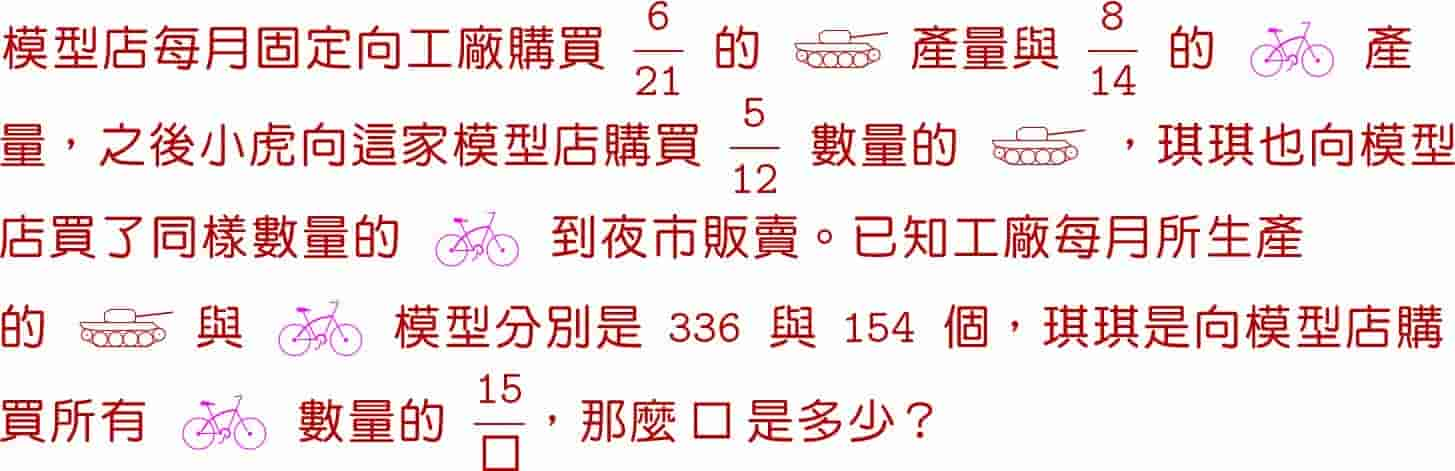 模型店每月固定向工廠購買 6/21 的 產量與 8/14 的 產
量，之後小虎向這家模型店購買 5/12 數量的 ，琪琪也向模型
店買了同樣數量的 到夜市販賣。已知工廠每月所生產
的 與 模型分別是 336 與 154 個，琪琪是向模型店購
買所有 數量的 15/□，那麼 □ 是多少？